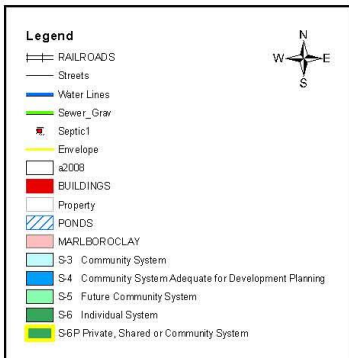 Legend
N
W E
S
RAILROADS
Streets
Water Lines
Sewer_Grav
Septic1
Envelope
a2008
BUILDINGS
Property
PONDS
MARLBOROCLAY
S-3 Community System
S-4 Community System Adequate for Development Planning
S-5 Future Community System
S-6 Individual System
S-6P Private, Shared or Community System